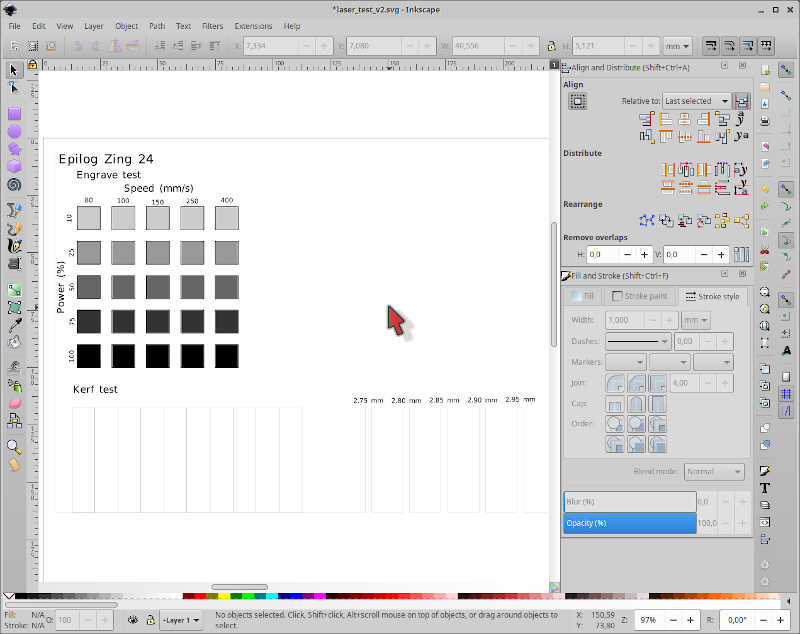 *laser_test_v2.svg - Inkscape
File Edit View Layer Object Path Text Filters Extensions Help
X: 7,334 Y: 7,080 W: 40,556 H: 5,121 mm
Align and Distribute (Shift+Ctrl+A)
Align
Relative to: Last selected
Distribute
Rearrange
Remove overlaps
H: 0,0 V: 0,0
Fill and Stroke (Shift+Ctrl+F)
Fill Stroke paint Stroke style
Width: 1,000 mm
Dashes: 0,00
Markers:
Join: 4,00
Cap:
Order:
Blend mode: Normal
Blur (%) 0,0
Opacity (%) 100,0
Epilog Zing 24
Engrave test
Speed (mm/s)
80 100 150 250 400
Power (%)
10
25
50
75
100
Kerf test
2.75 mm 2.80 mm 2.85 mm 2.90 mm 2.95 mm
Fill: N/A
Stroke: N/A
O: 100
Layer 1
No objects selected. Click, Shift+click, Alt+scroll mouse on top of objects, or drag around objects to
select.
X: 150,59
Y: 73,80
Z: 97%
R: 0,00°